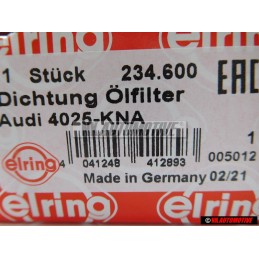 elring elring
1 Stück 234.600 EAC
Dichtung Ölfilter
Audi 4025-KNA
elring
1
4 041248 412893 005012
Made in Germany 02/21
elring elring